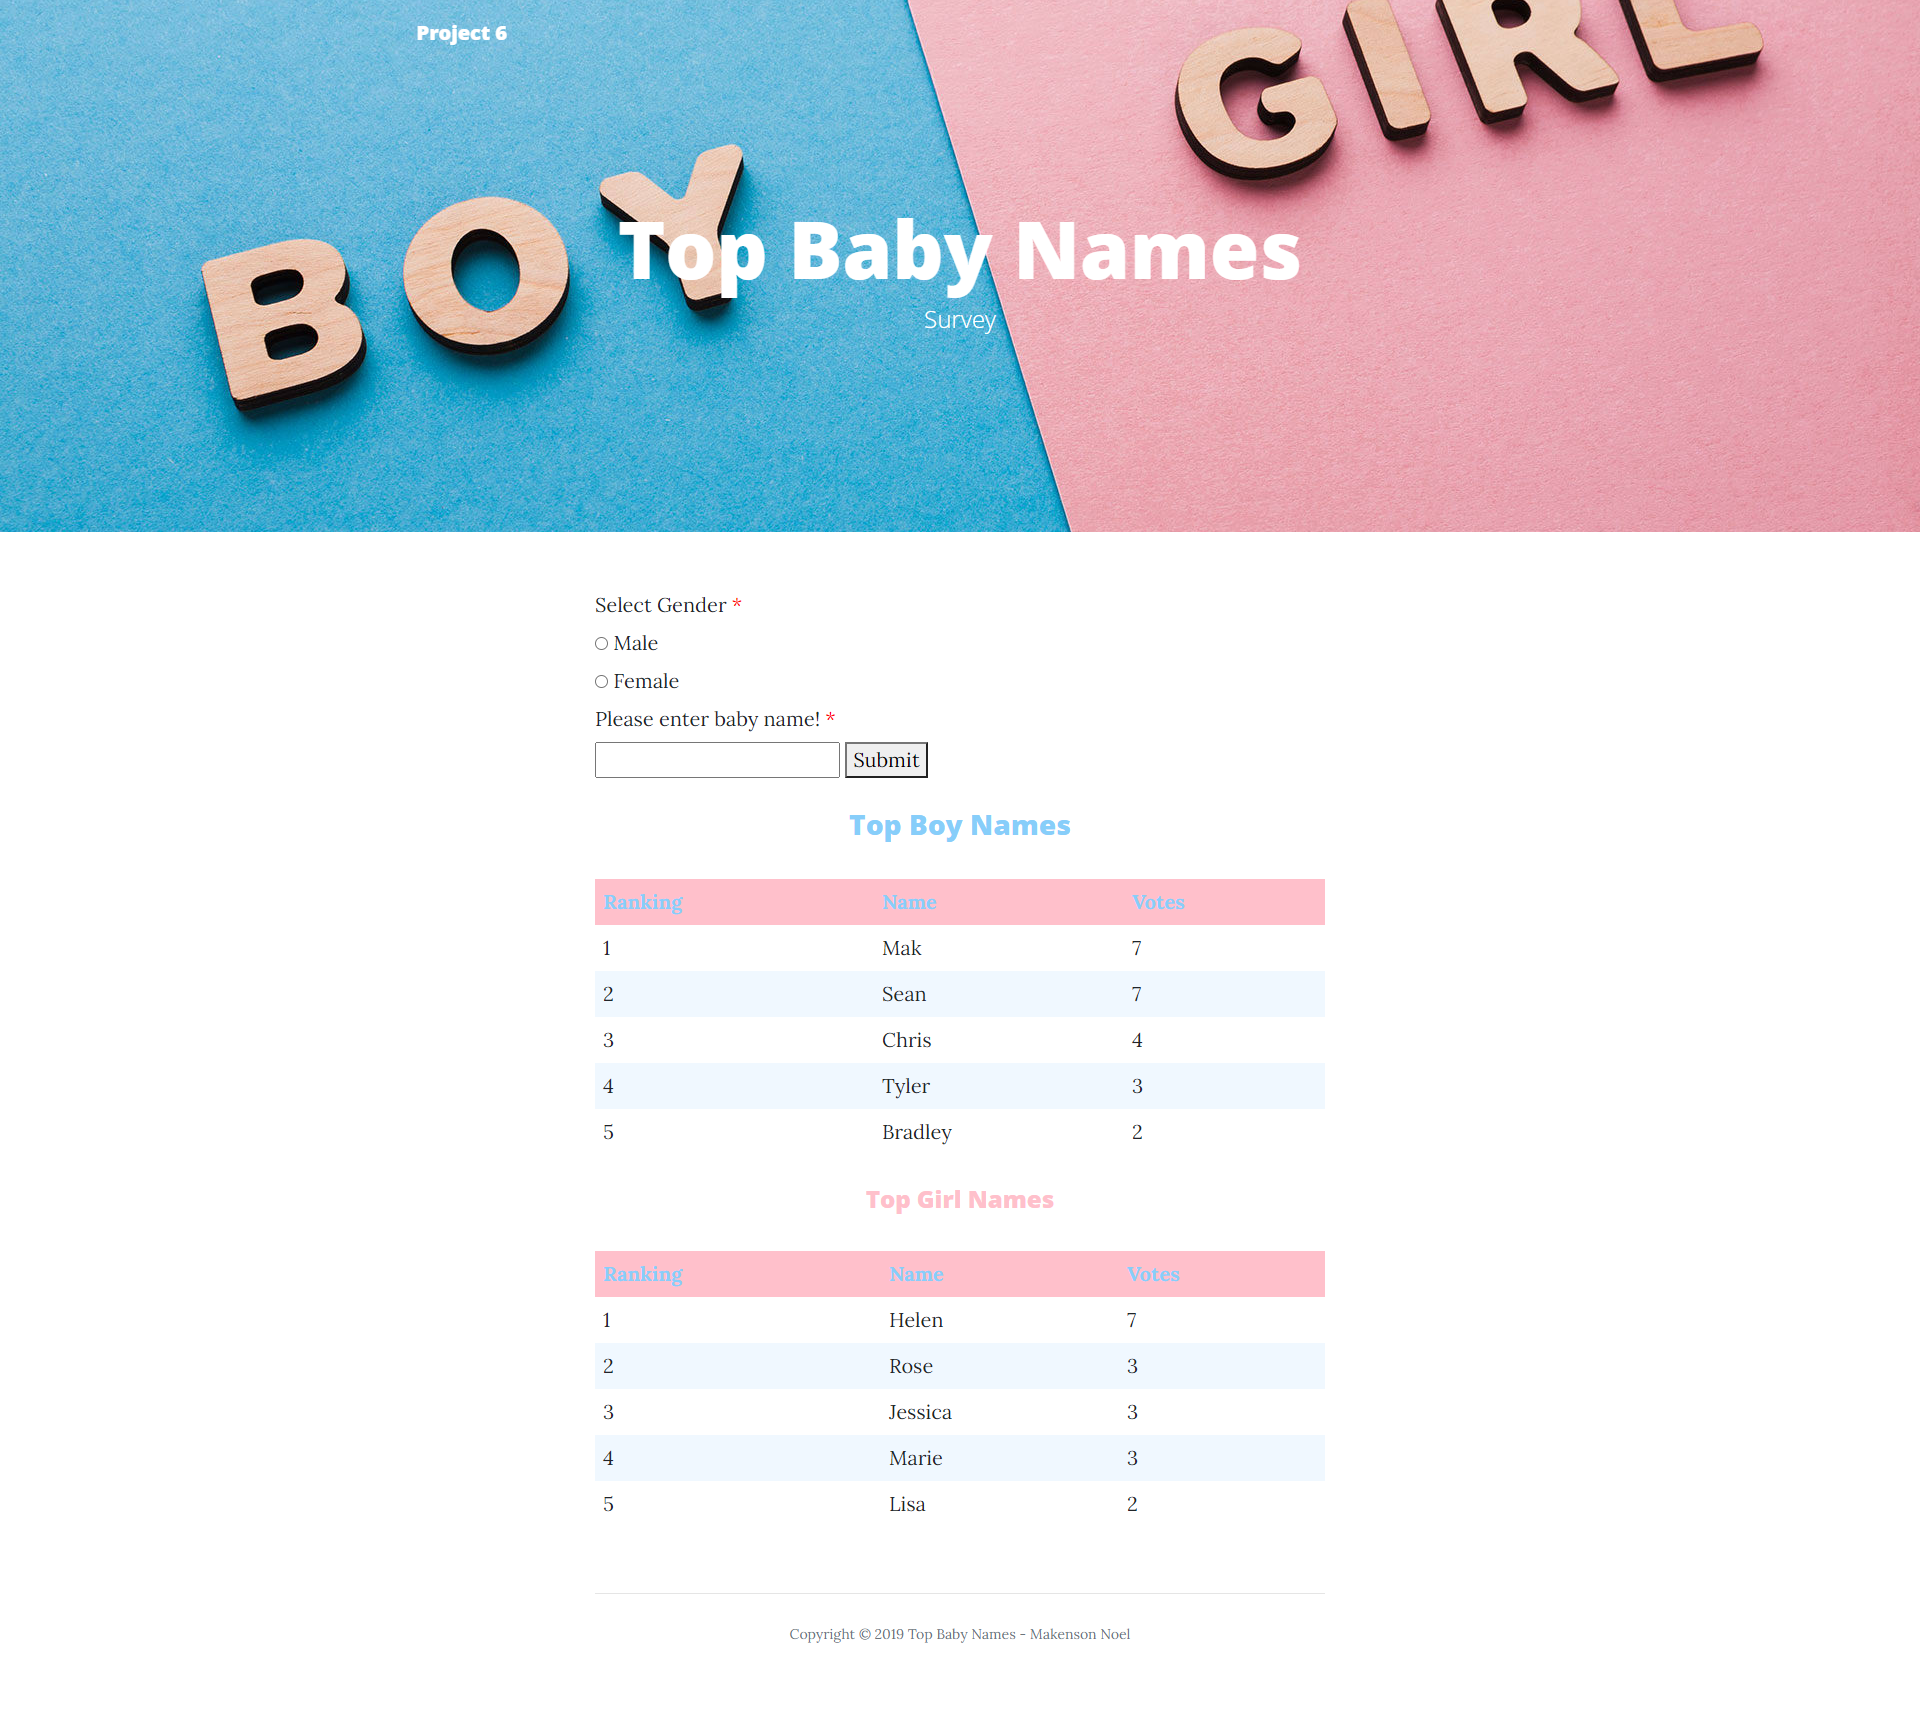 Project 6
GIRL
BOY
Top Baby Names
Survey
Select Gender *
Male
Female
Please enter baby name! *
Submit
Top Boy Names
Ranking Name Votes
1 Mak 7
2 Sean 7
3 Chris 4
4 Tyler 3
5 Bradley 2
Top Girl Names
Ranking Name Votes
1 Helen 7
2 Rose 3
3 Jessica 3
4 Marie 3
5 Lisa 2
Copyright © 2019 Top Baby Names - Makenson Noel